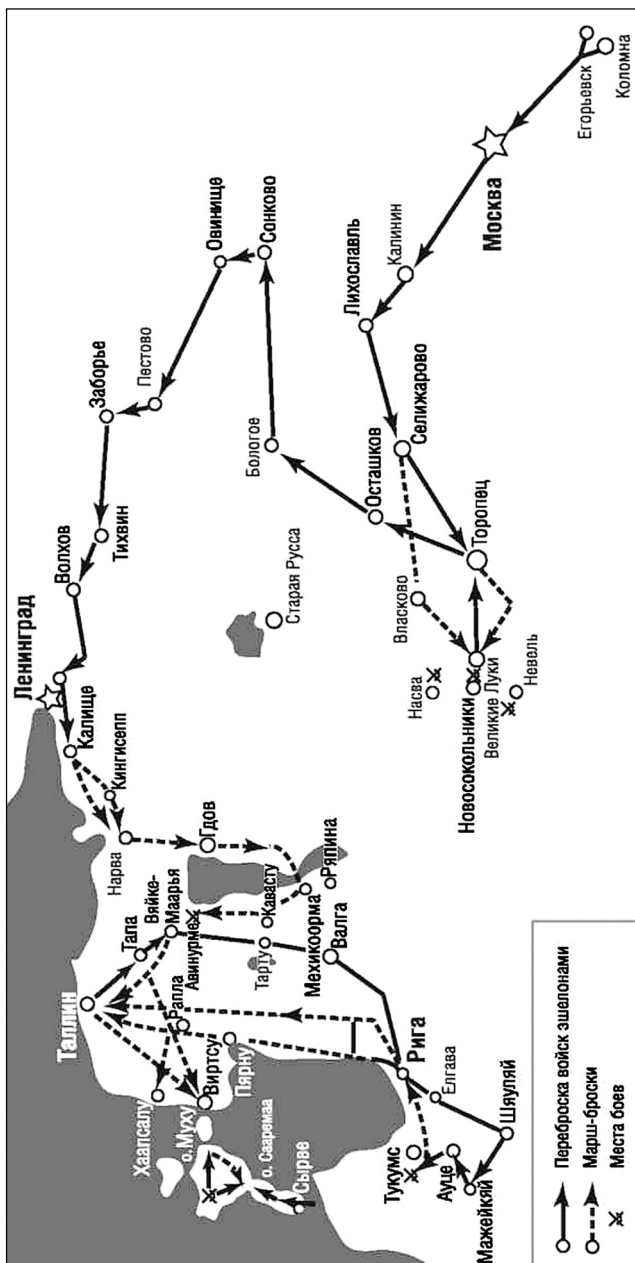 Егорьевск
Коломна
Москва
Калинин
Лихославль
Селижарово
Торопец
Осташков
Бологое
Сонково
Овинище
Пестово
Заборье
Тихвин
Волхов
Ленинград
Калище
Кингисепп
Нарва
Гдов
Ряпина
Мехикоорма
Кавасту
Авинурме
Тарту
Валга
Вяйке-
Маарья
Тапа
Таллин
Рапла
Хаапсалу
Виртсу
Пярну
о. Муху
о. Сааремаа
Сырве
Рига
Елгава
Шяуляй
Мажейкяй
Ауце
Тукумс
Старая Русса
Власково
Насва
Новосокольники
Великие Луки
Невель
Переброска войск эшелонами
Марш-броски
Места боев